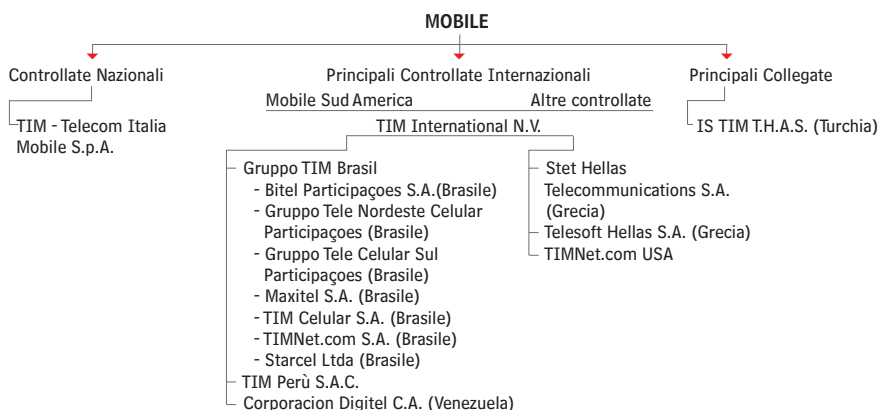 MOBILE
Controllate Nazionali
TIM - Telecom Italia
Mobile S.p.A.
Principali Controllate Internazionali
Mobile Sud America
Altre controllate
TIM International N.V.
Gruppo TIM Brasil
- Bitel Participaçoes S.A.(Brasile)
- Gruppo Tele Nordeste Celular
Participaçoes (Brasile)
- Gruppo Tele Celular Sul
Participaçoes (Brasile)
- Maxitel S.A. (Brasile)
- TIM Celular S.A. (Brasile)
- TIMNet.com S.A. (Brasile)
- Starcel Ltda (Brasile)
TIM Perù S.A.C.
Corporacion Digitel C.A. (Venezuela)
Stet Hellas
Telecommunications S.A.
(Grecia)
Telesoft Hellas S.A. (Grecia)
TIMNet.com USA
Principali Collegate
IS TIM T.H.A.S. (Turchia)